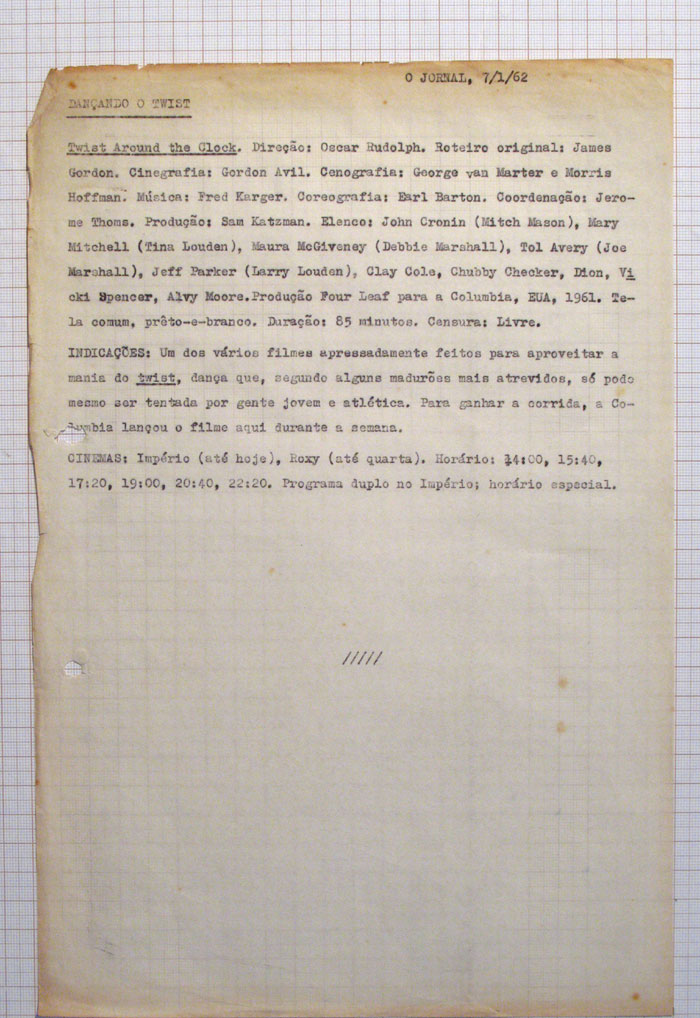 O JORNAL, 7/1/62
DANÇANDO O TWIST
Twist Around the Clock. Direção: Oscar Rudolph. Roteiro original: James
Gordon. Cinegrafia: Gordon Avil. Cenografia: George van Marter e Morris
Hoffman. Música: Fred Karger. Coreografia: Earl Barton. Coordenação: Jero-
me Thoms. Produção: Sam Katzman. Elenco: John Cronin (Mitch Mason), Mary
Mitchell (Tina Louden), Maura McGiveney (Debbie Marshall), Tol Avery (Joe
Marshall), Jeff Parker (Larry Louden), Clay Cole, Chubby Checker, Dion, Vi
cki Spencer, Alvy Moore.Produção Four Leaf para a Columbia, EUA, 1961. Te-
la comum, prêto-e-branco. Duração: 85 minutos. Censura: Livre.
INDICAÇÕES: Um dos vários filmes apressadamente feitos para aproveitar a
mania do twist, dança que, segundo alguns madurões mais atrevidos, só pode
mesmo ser tentada por gente jovem e atlética. Para ganhar a corrida, a Co-
lumbia lançou o filme aqui durante a semana.
CINEMAS: Império (até hoje), Roxy (até quarta). Horário: 14:00, 15:40,
17:20, 19:00, 20:40, 22:20. Programa duplo no Império; horário especial.
/////